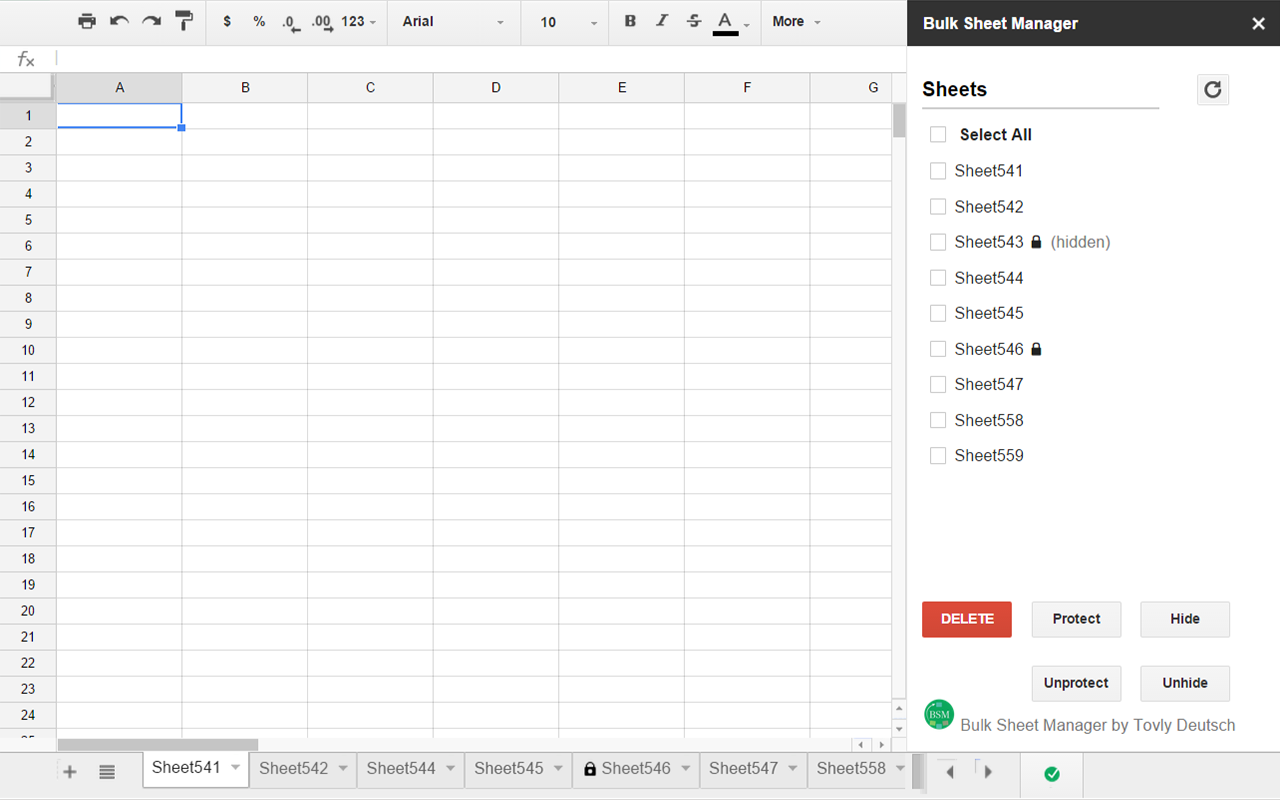 $ % .0 .00 123 Arial 10 B I S A More
Bulk Sheet Manager
fx
A B C D E F G
Sheets
1
2
3
4
5
6
7
8
9
10
11
12
13
14
15
16
17
18
19
20
21
22
23
24
25
Select All
Sheet541
Sheet542
Sheet543 (hidden)
Sheet544
Sheet545
Sheet546
Sheet547
Sheet558
Sheet559
DELETE Protect Hide
Unprotect Unhide
BSM
Bulk Sheet Manager by Tovly Deutsch
Sheet541 Sheet542 Sheet544 Sheet545 Sheet546 Sheet547 Sheet558